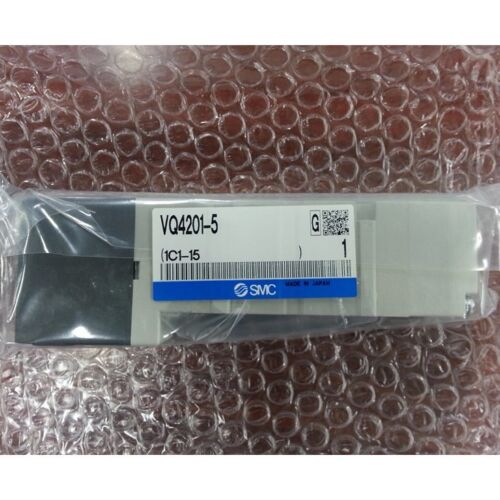 VQ4201-5
G
(1C1-15 )
1
SMC
MADE IN JAPAN